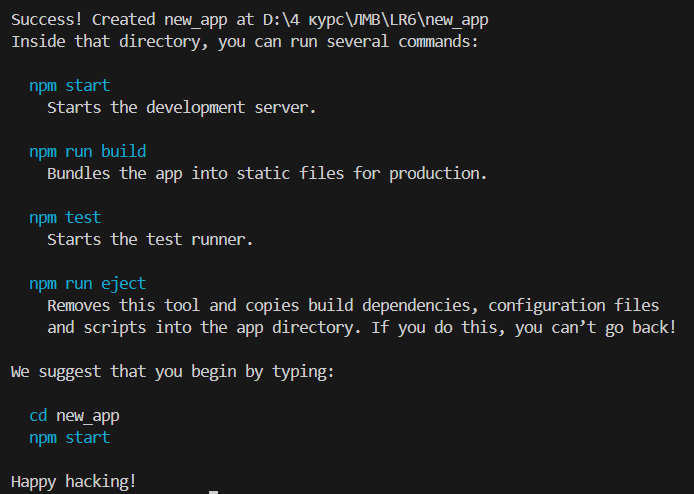 Success! Created new_app at D:\4 курс\ЛМВ\LR6\new_app
Inside that directory, you can run several commands:
npm start
Starts the development server.
npm run build
Bundles the app into static files for production.
npm test
Starts the test runner.
npm run eject
Removes this tool and copies build dependencies, configuration files
and scripts into the app directory. If you do this, you can’t go back!
We suggest that you begin by typing:
cd new_app
npm start
Happy hacking!